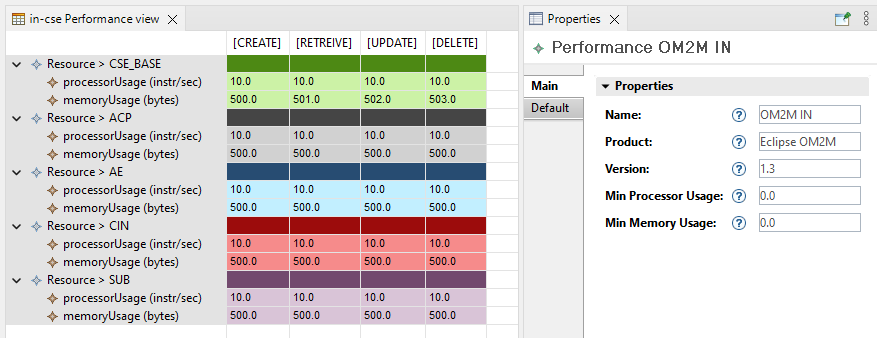 in-cse Performance view
[CREATE] [RETREIVE] [UPDATE] [DELETE]
Resource > CSE_BASE
processorUsage (instr/sec) 10.0 10.0 10.0 10.0
memoryUsage (bytes) 500.0 501.0 502.0 503.0
Resource > ACP
processorUsage (instr/sec) 10.0 10.0 10.0 10.0
memoryUsage (bytes) 500.0 500.0 500.0 500.0
Resource > AE
processorUsage (instr/sec) 10.0 10.0 10.0 10.0
memoryUsage (bytes) 500.0 500.0 500.0 500.0
Resource > CIN
processorUsage (instr/sec) 10.0 10.0 10.0 10.0
memoryUsage (bytes) 500.0 500.0 500.0 500.0
Resource > SUB
processorUsage (instr/sec) 10.0 10.0 10.0 10.0
memoryUsage (bytes) 500.0 500.0 500.0 500.0
Properties
Performance OM2M IN
Main
Default
Properties
Name: OM2M IN
Product: Eclipse OM2M
Version: 1.3
Min Processor Usage: 0.0
Min Memory Usage: 0.0